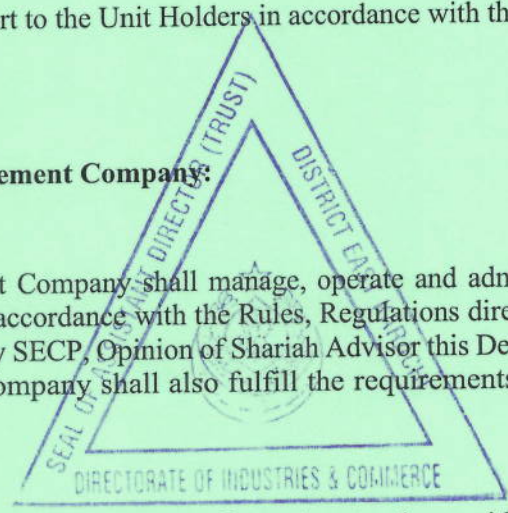 rt to the Unit Holders in accordance with th
ement Company:
t Company shall manage, operate and adm
accordance with the Rules, Regulations dire
y SECP, Opinion of Shariah Advisor this De
ompany shall also fulfill the requirements
SEAL OF ASSISTANT DIRECTOR (TRUST)
DISTRICT EAST KARACHI
DIRECTORATE OF INDUSTRIES & COMMERCE